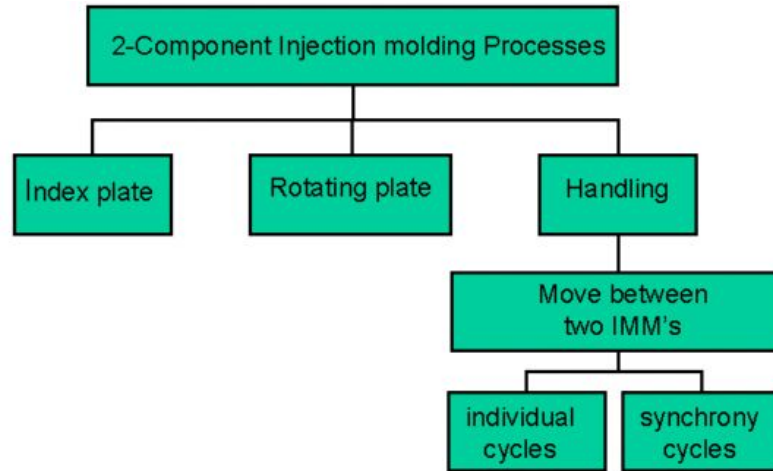 2-Component Injection molding Processes
Index plate
Rotating plate
Handling
Move between
two IMM's
individual
cycles
synchrony
cycles